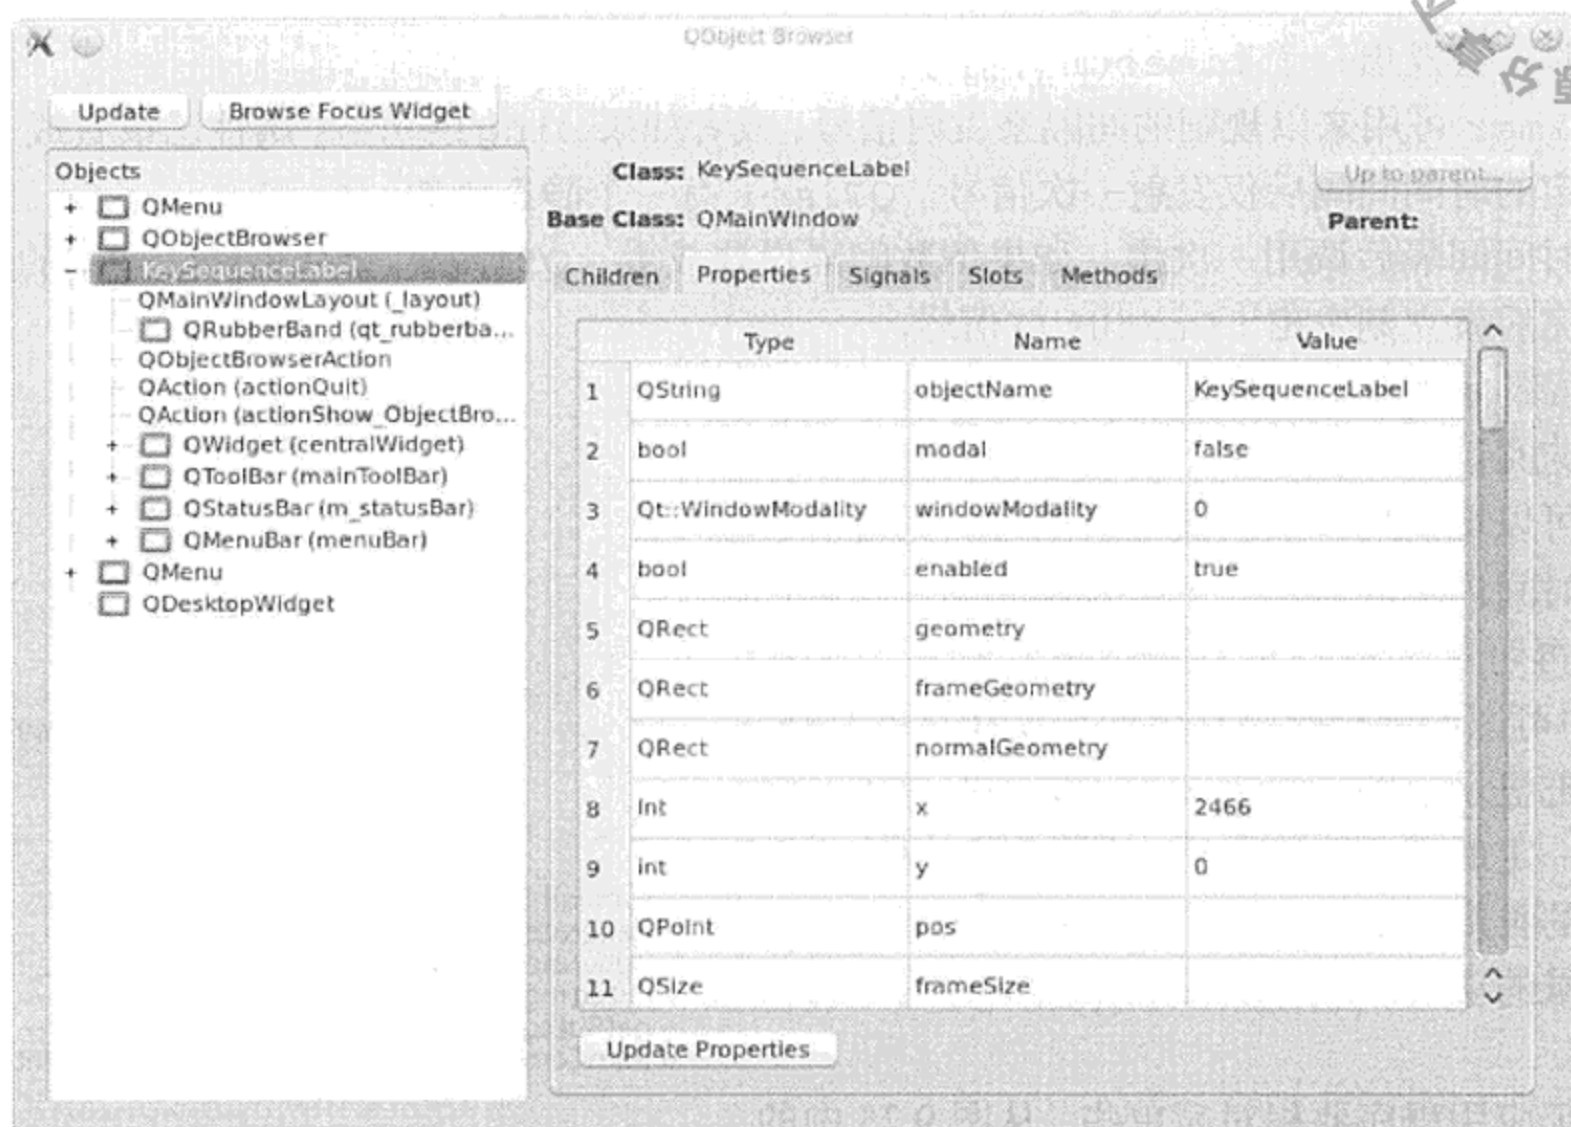 QObject Browser
Update
Browse Focus Widget
Objects
+ QMenu
+ QObjectBrowser
- KeySequenceLabel
QMainWindowLayout (_layout)
QRubberBand (qt_rubberba...
QObjectBrowserAction
QAction (actionQuit)
QAction (actionShow_ObjectBro...
+ QWidget (centralWidget)
+ QToolBar (mainToolBar)
+ QStatusBar (m_statusBar)
+ QMenuBar (menuBar)
+ QMenu
QDesktopWidget
Class: KeySequenceLabel
Up to parent...
Base Class: QMainWindow
Parent:
Children Properties Signals Slots Methods
Type Name Value
1 QString objectName KeySequenceLabel
2 bool modal false
3 Qt::WindowModality windowModality 0
4 bool enabled true
5 QRect geometry
6 QRect frameGeometry
7 QRect normalGeometry
8 int x 2466
9 int y 0
10 QPoint pos
11 QSize frameSize
Update Properties